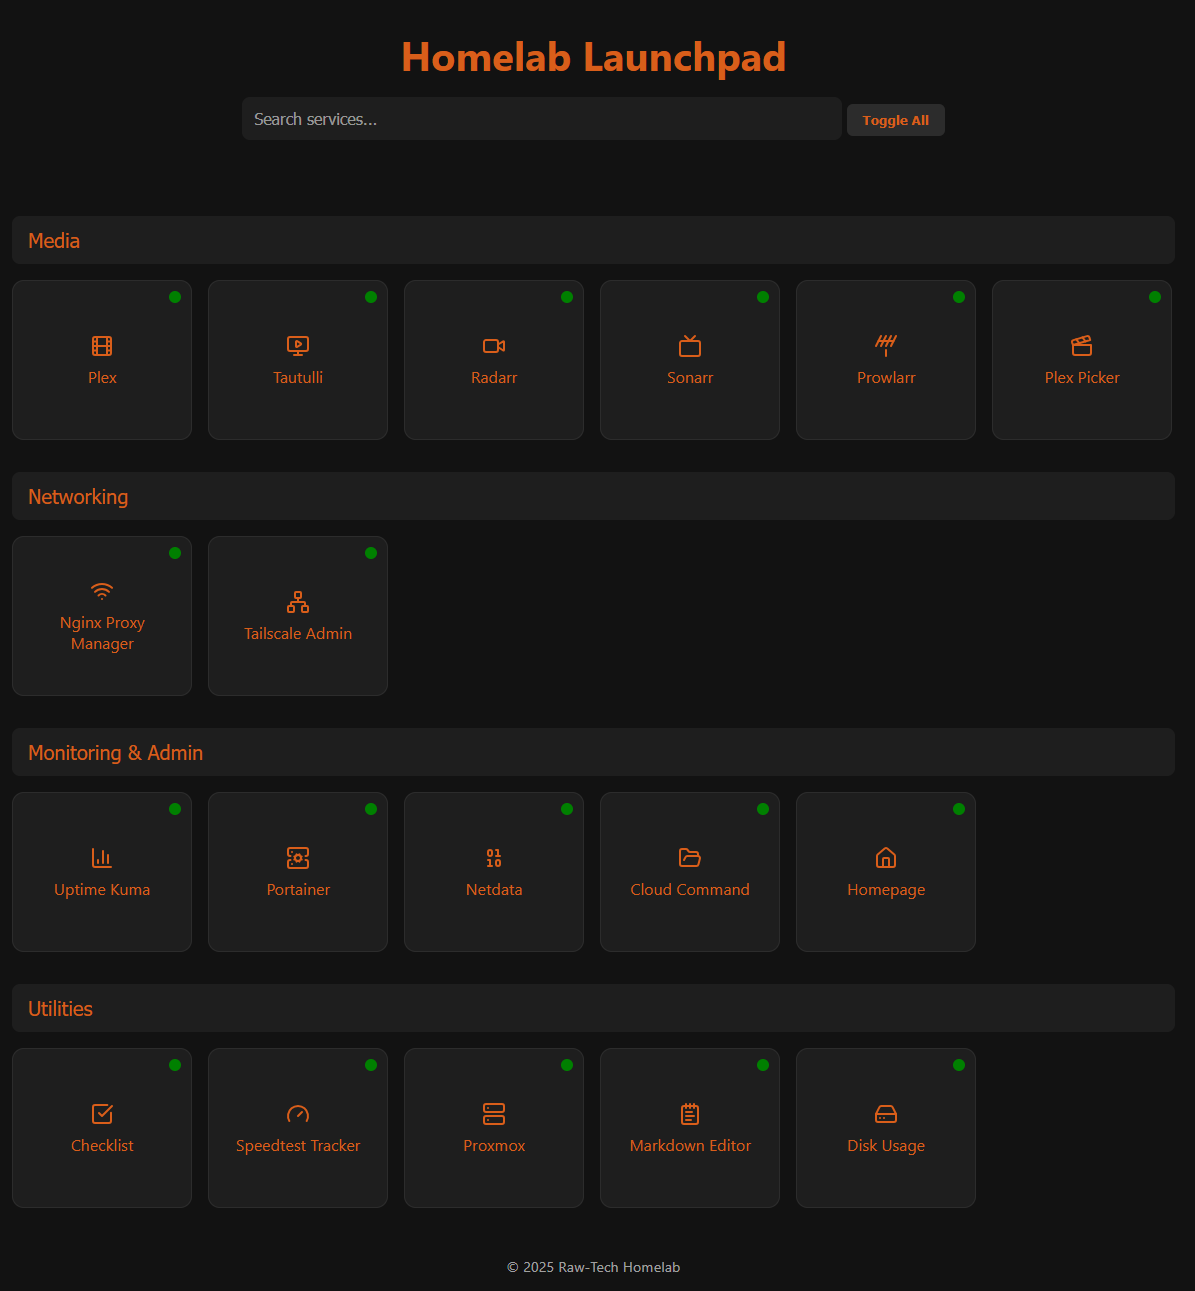 Homelab Launchpad
Search services...
Toggle All
Media
Plex
Tautulli
Radarr
Sonarr
Prowlarr
Plex Picker
Networking
Nginx Proxy
Manager
Tailscale Admin
Monitoring & Admin
Uptime Kuma
Portainer
Netdata
Cloud Command
Homepage
Utilities
Checklist
Speedtest Tracker
Proxmox
Markdown Editor
Disk Usage
© 2025 Raw-Tech Homelab